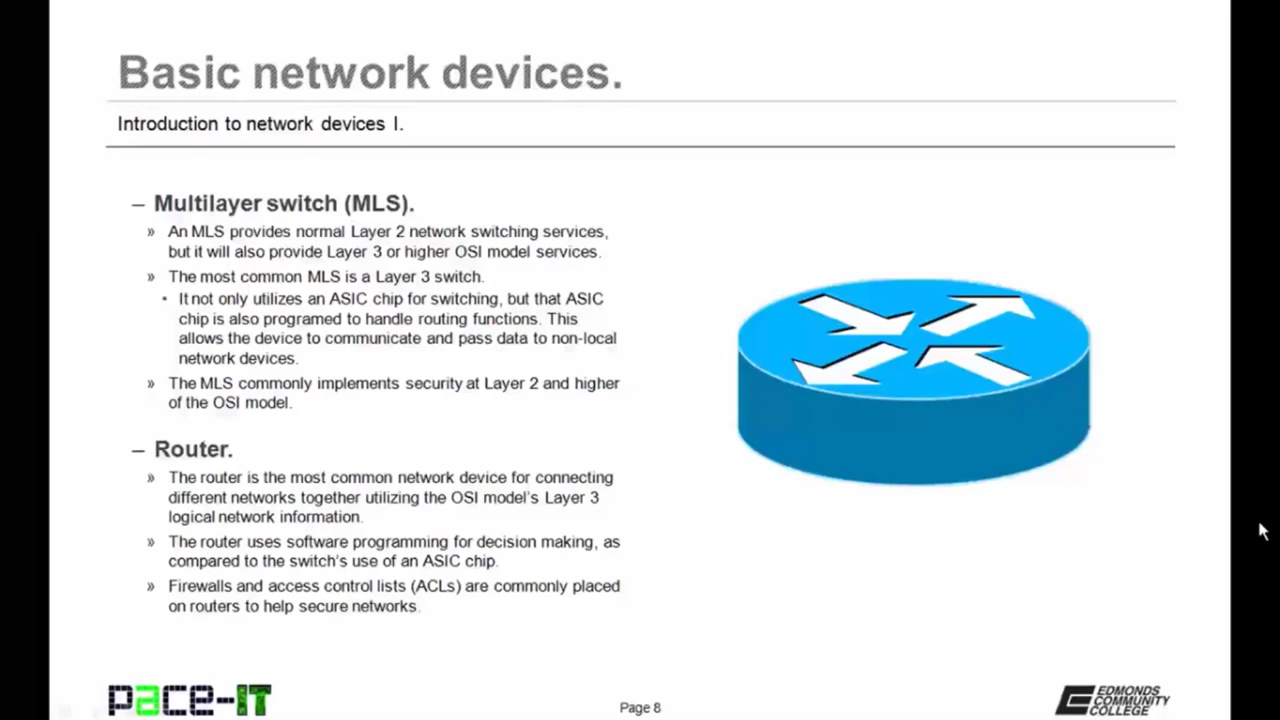 Basic network devices.
Introduction to network devices I.
– Multilayer switch (MLS).
» An MLS provides normal Layer 2 network switching services,
but it will also provide Layer 3 or higher OSI model services.
» The most common MLS is a Layer 3 switch.
• It not only utilizes an ASIC chip for switching, but that ASIC
chip is also programed to handle routing functions. This
allows the device to communicate and pass data to non-local
network devices.
» The MLS commonly implements security at Layer 2 and higher
of the OSI model.
– Router.
» The router is the most common network device for connecting
different networks together utilizing the OSI model's Layer 3
logical network information.
» The router uses software programming for decision making, as
compared to the switch's use of an ASIC chip.
» Firewalls and access control lists (ACLs) are commonly placed
on routers to help secure networks.
pace-IT
Page 8
EDMONDS
COMMUNITY
COLLEGE